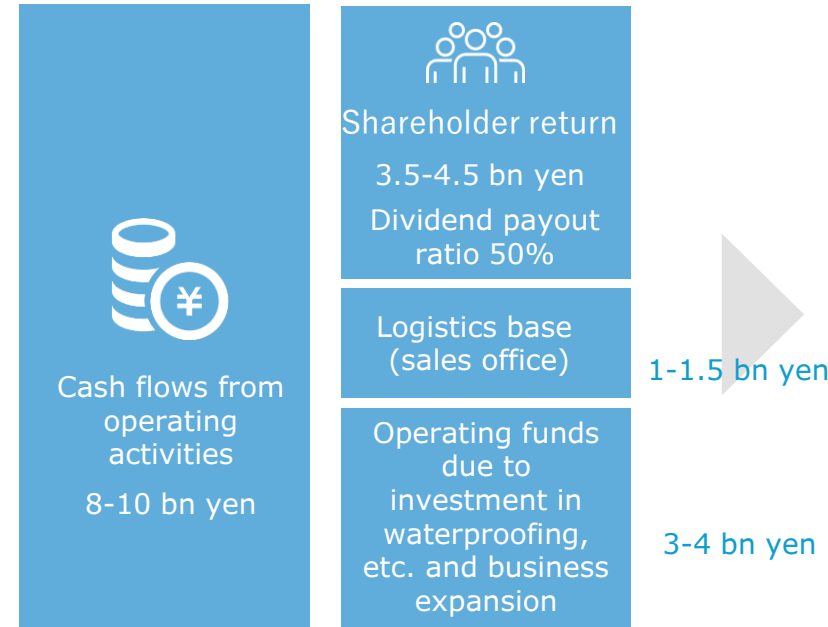 ¥
Cash flows from
operating
activities
8-10 bn yen
Shareholder return
3.5-4.5 bn yen
Dividend payout
ratio 50%
Logistics base
(sales office)
1-1.5 bn yen
Operating funds
due to
investment in
waterproofing,
etc. and business
expansion
3-4 bn yen